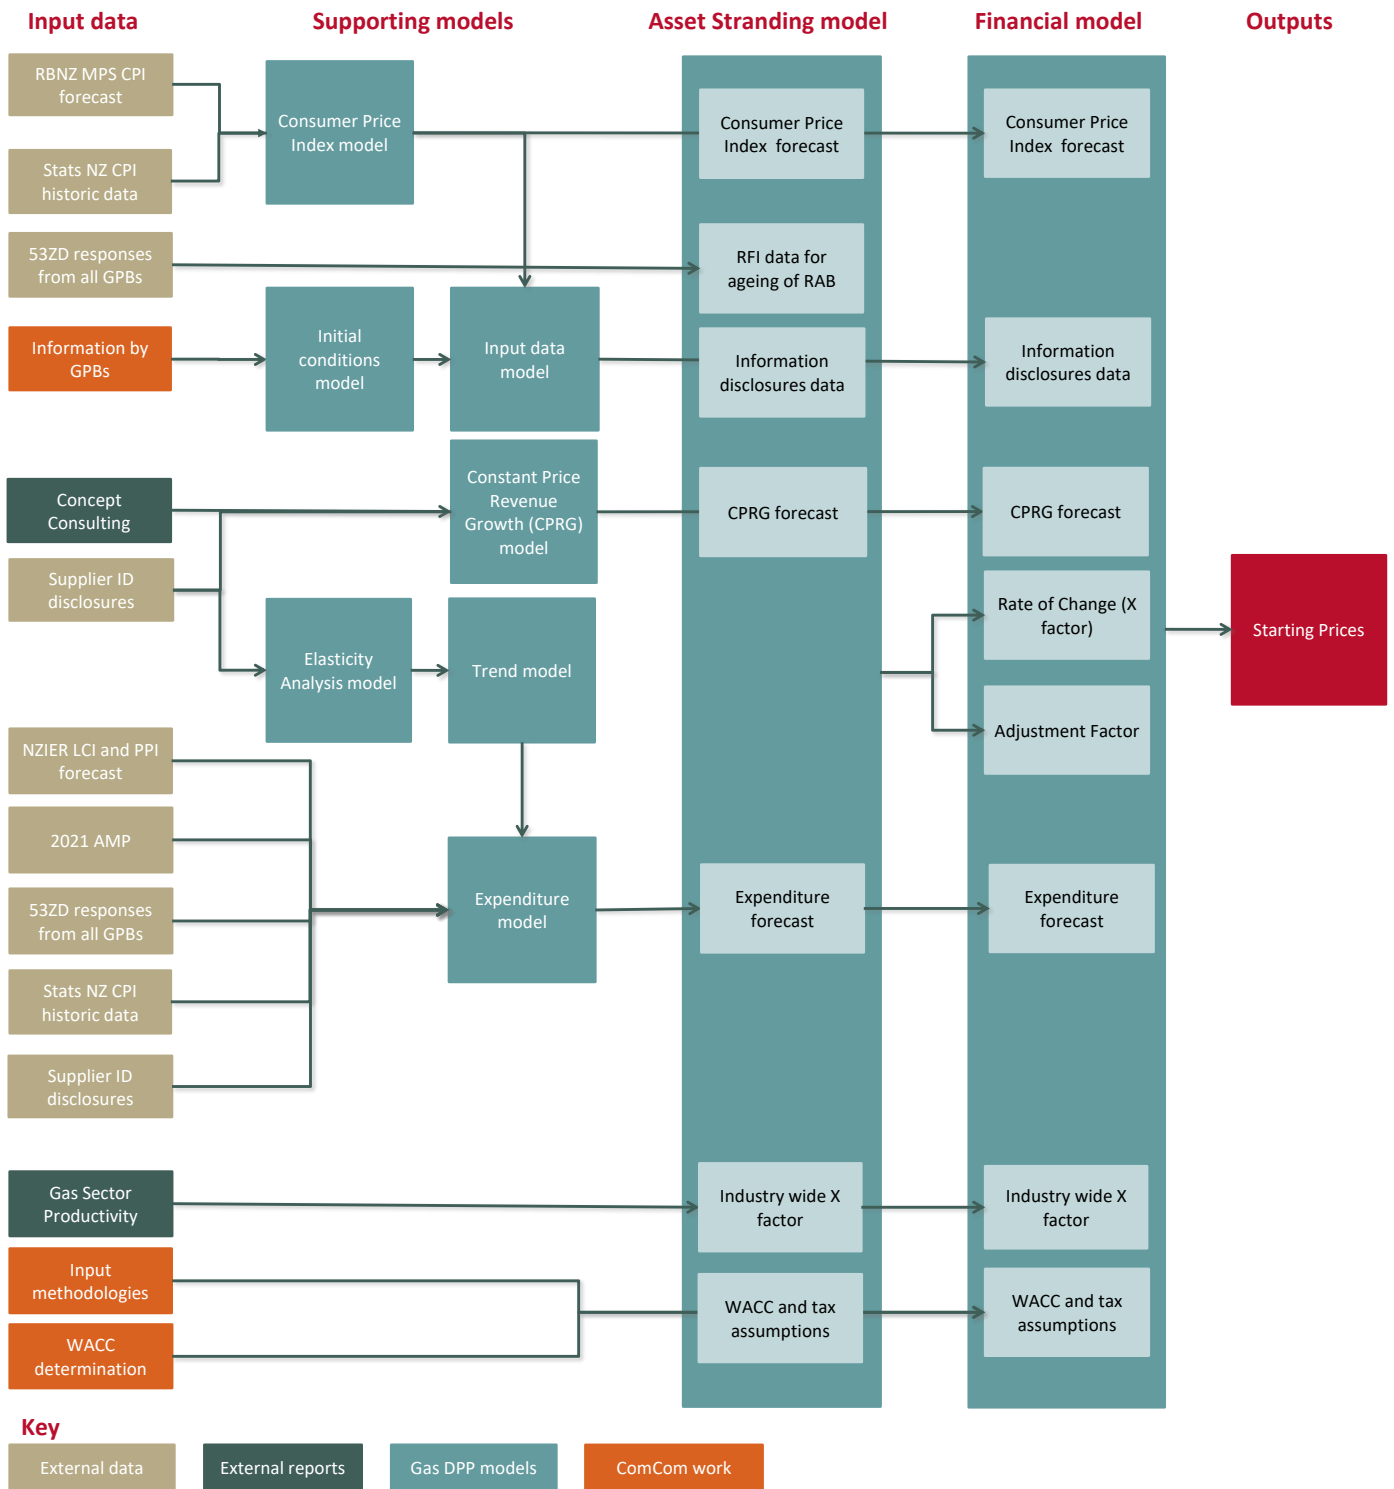 Input data
Supporting models
Asset Stranding model
Financial model
Outputs
RBNZ MPS CPI
forecast
Stats NZ CPI
historic data
Consumer Price
Index model
Consumer Price
Index forecast
Consumer Price
Index forecast
53ZD responses
from all GPBs
RFI data for
ageing of RAB
Information by
GPBs
Initial
conditions
model
Input data
model
Information
disclosures data
Information
disclosures data
Concept
Consulting
Constant Price
Revenue
Growth (CPRG)
model
CPRG forecast
CPRG forecast
Supplier ID
disclosures
Elasticity
Analysis model
Trend model
Rate of Change (X
factor)
Adjustment Factor
Starting Prices
NZIER LCI and PPI
forecast
2021 AMP
53ZD responses
from all GPBs
Stats NZ CPI
historic data
Supplier ID
disclosures
Expenditure
model
Expenditure
forecast
Expenditure
forecast
Gas Sector
Productivity
Industry wide X
factor
Industry wide X
factor
Input
methodologies
WACC
determination
WACC and tax
assumptions
WACC and tax
assumptions
Key
External data
External reports
Gas DPP models
ComCom work